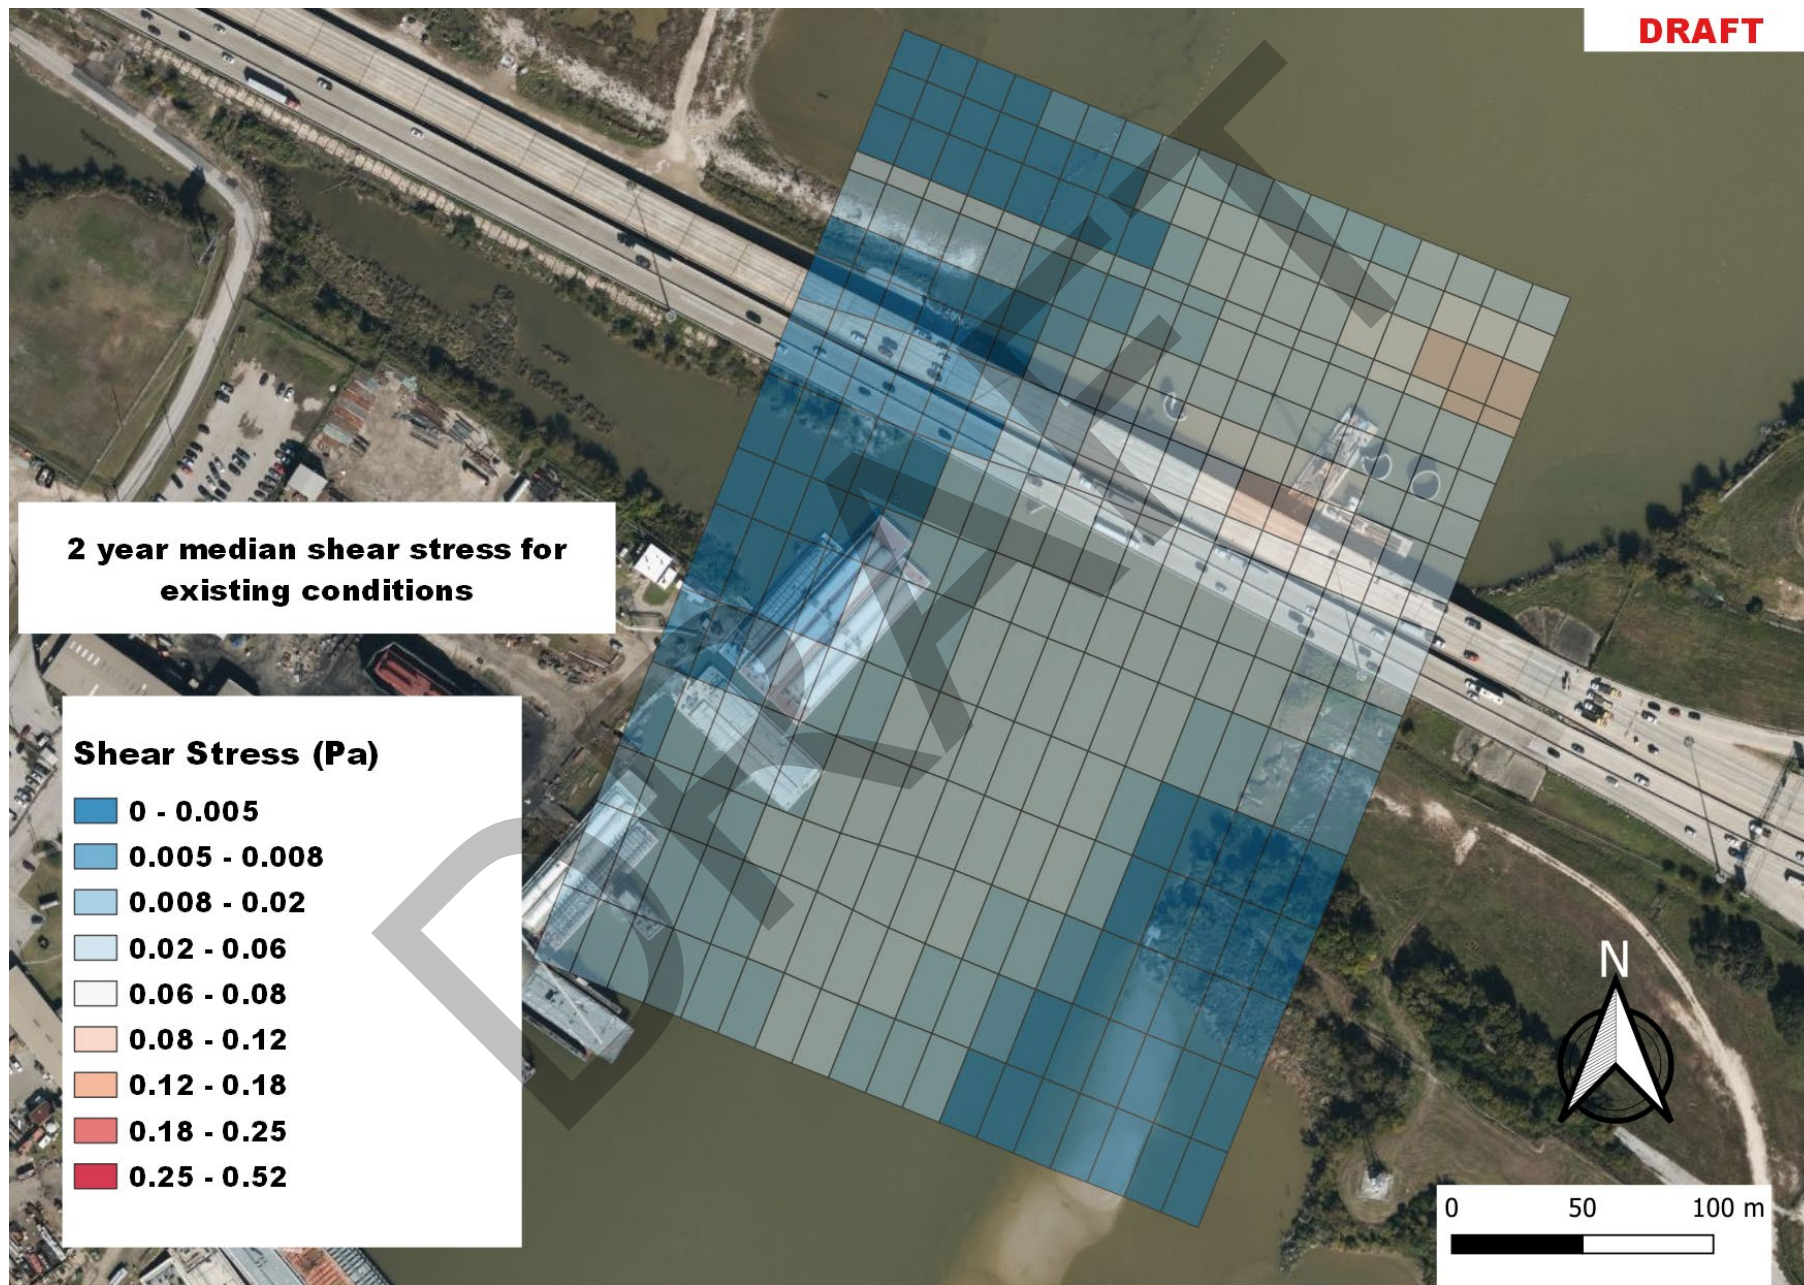 DRAFT
DRAFT
2 year median shear stress for
existing conditions
Shear Stress (Pa)
0 - 0.005
0.005 - 0.008
0.008 - 0.02
0.02 - 0.06
0.06 - 0.08
0.08 - 0.12
0.12 - 0.18
0.18 - 0.25
0.25 - 0.52
N
0 50 100 m